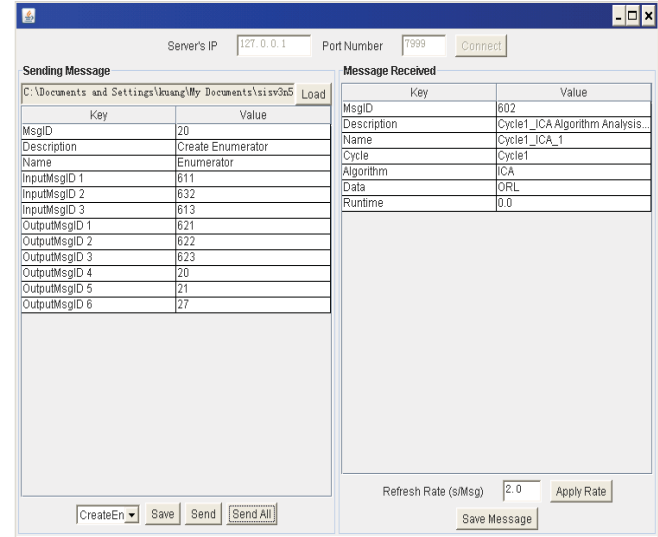 Server's IP 127.0.0.1 Port Number 7999 Connect
Sending Message
C:\Documents and Settings\kuang\My Documents\sisv3n5 Load
Key Value
MsgID 20
Description Create Enumerator
Name Enumerator
InputMsgID 1 611
InputMsgID 2 632
InputMsgID 3 613
OutputMsgID 1 621
OutputMsgID 2 622
OutputMsgID 3 623
OutputMsgID 4 20
OutputMsgID 5 21
OutputMsgID 6 27
CreateEn Save Send Send All
Message Received
Key Value
MsgID 602
Description Cycle1_ICA Algorithm Analysis...
Name Cycle1_ICA_1
Cycle Cycle1
Algorithm ICA
Data ORL
Runtime 0.0
Refresh Rate (s/Msg) 2.0 Apply Rate
Save Message